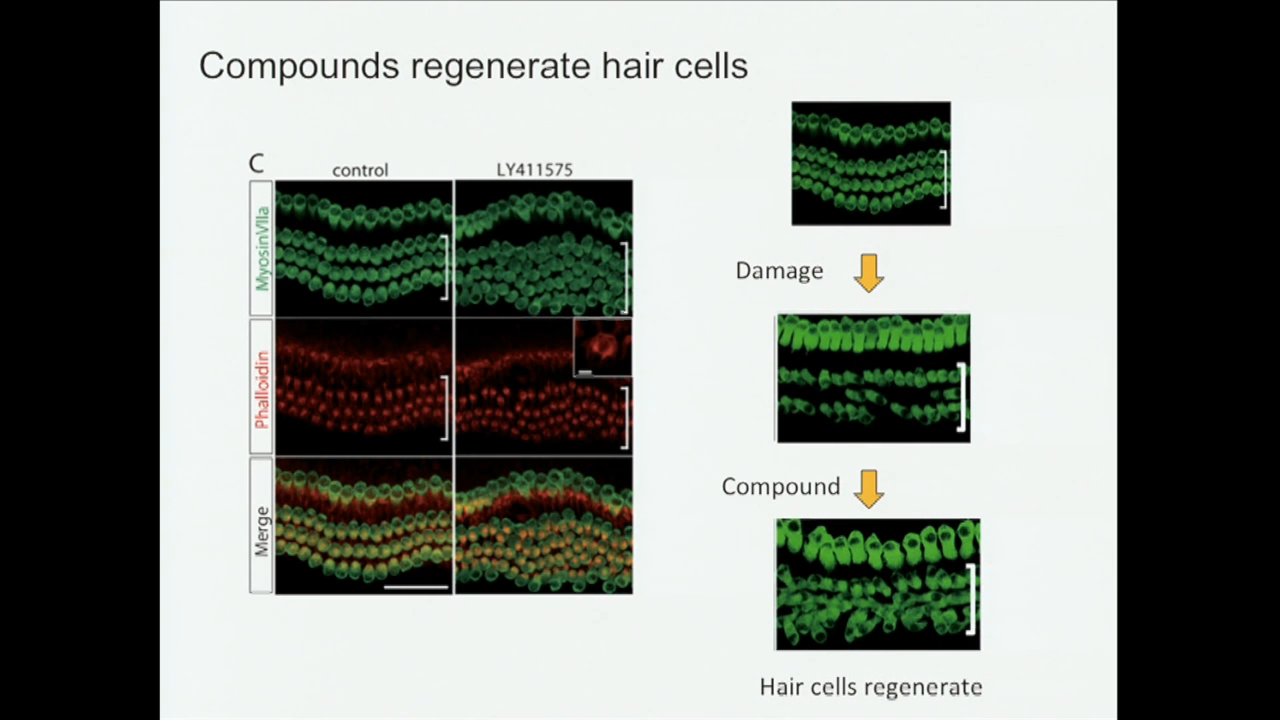 Compounds regenerate hair cells
C
control
LY411575
MyosinVIIa
Phalloidin
Merge
Damage
Compound
Hair cells regenerate